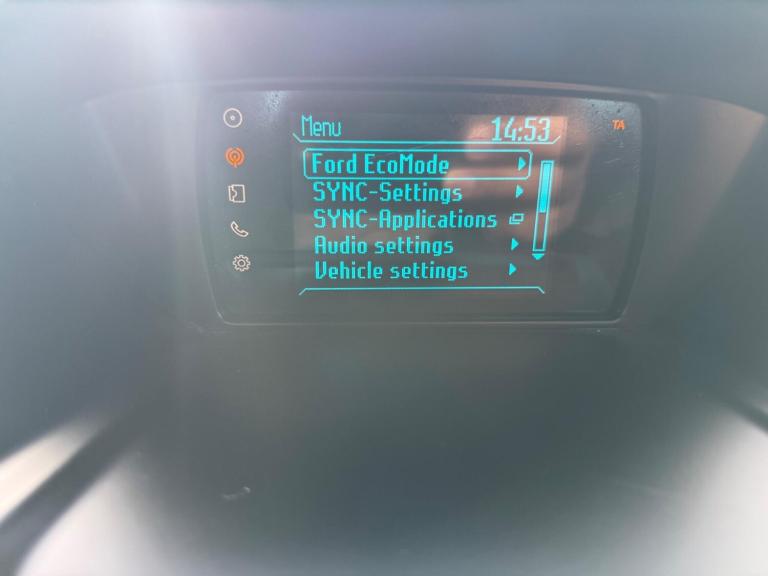 Menu 14:53 TA
Ford EcoMode
SYNC-Settings
SYNC-Applications
Audio settings
Vehicle settings